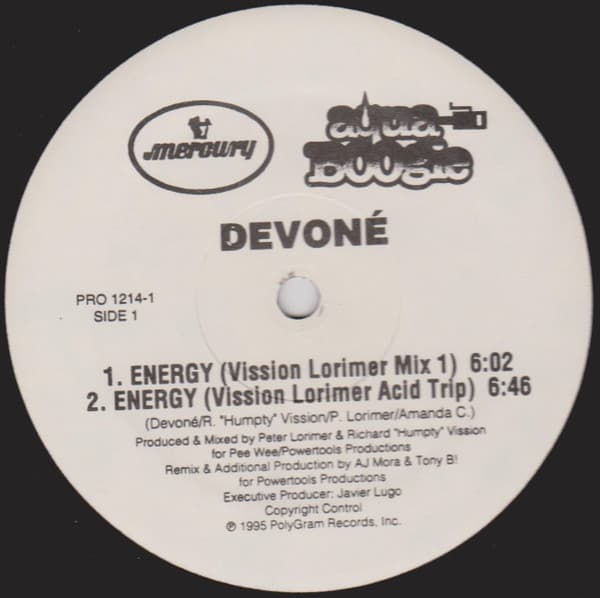 mercury
aqua
Boogie
DEVONÉ
PRO 1214-1
SIDE 1
1. ENERGY (Vission Lorimer Mix 1) 6:02
2. ENERGY (Vission Lorimer Acid Trip) 6:46
(Devoné/R. "Humpty" Vission/P. Lorimer/Amanda C.)
Produced & Mixed by Peter Lorimer & Richard "Humpty" Vission
for Pee Wee/Powertools Productions
Remix & Additional Production by AJ Mora & Tony B!
for Powertools Productions
Executive Producer: Javier Lugo
Copyright Control
℗ 1995 PolyGram Records, Inc.